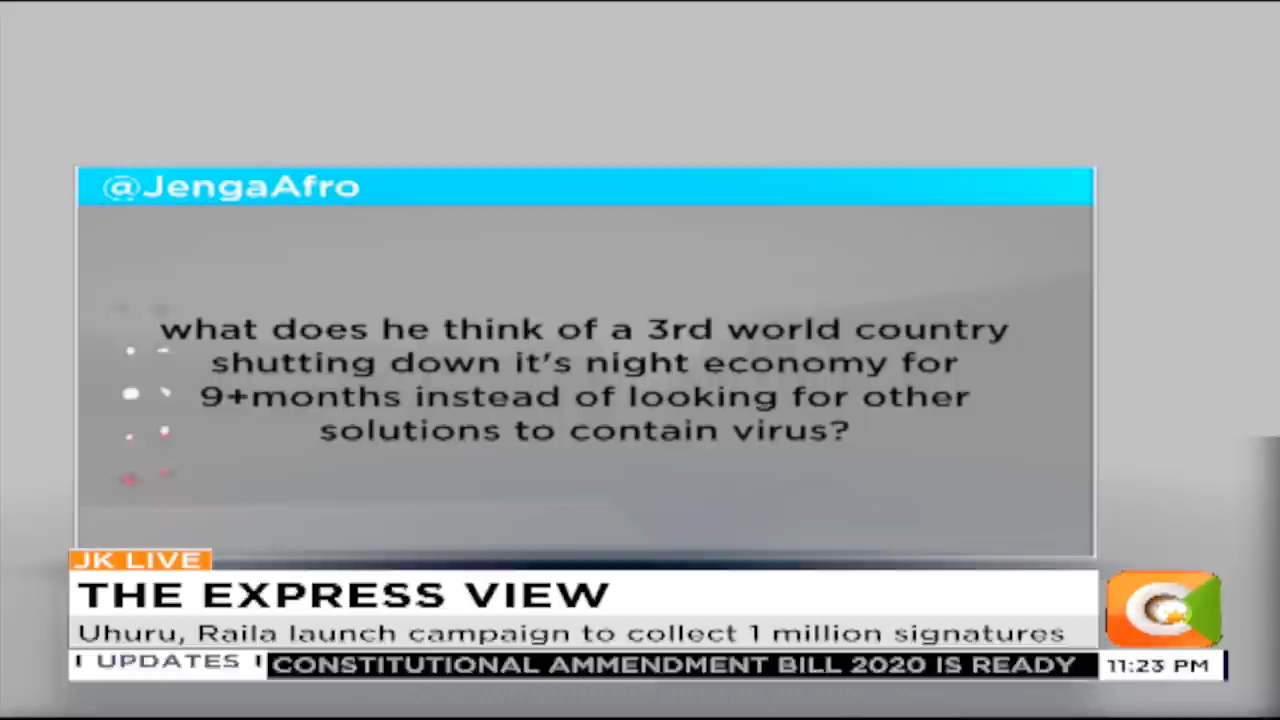 @JengaAfro
what does he think of a 3rd world country
shutting down it's night economy for
9+months instead of looking for other
solutions to contain virus?
JK LIVE
THE EXPRESS VIEW
Uhuru, Raila launch campaign to collect 1 million signatures
UPDATES
CONSTITUTIONAL AMMENDMENT BILL 2020 IS READY
11:23 PM